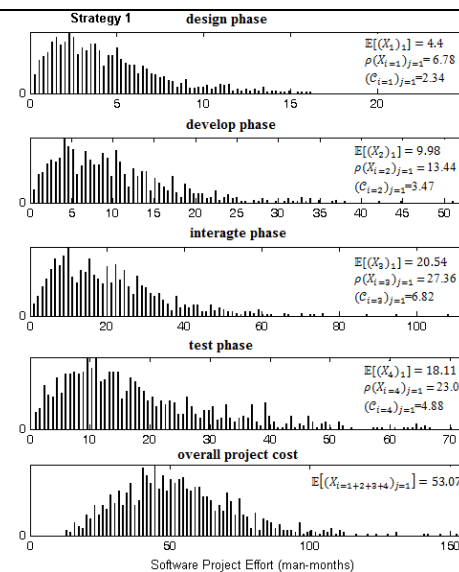 Strategy 1 design phase
𝔼[(X₁)₁] = 4.4
ρ(Xᵢ₌₁)ⱼ₌₁= 6.78
(𝒞ᵢ₌₁)ⱼ₌₁=2.34
0
0 5 10 15 20
develop phase
𝔼[(X₂)₁] = 9.98
ρ(Xᵢ₌₂)ⱼ₌₁ = 13.44
(𝒞ᵢ₌₂)ⱼ₌₁=3.47
0
0 5 10 15 20 25 30 35 40 45 50
interagte phase
𝔼[(X₃)₁] = 20.54
ρ(Xᵢ₌₃)ⱼ₌₁ = 27.36
(𝒞ᵢ₌₃)ⱼ₌₁=6.82
0
0 20 40 60 80 100
test phase
𝔼[(X₄)₁] = 18.11
ρ(Xᵢ₌₄)ⱼ₌₁ = 23.0
(𝒞ᵢ₌₄)ⱼ₌₁=4.88
0
0 10 20 30 40 50 60 70
overall project cost
𝔼[(Xᵢ₌₁₊₂₊₃₊₄)ⱼ₌₁] = 53.07
0
0 50 100 150
Software Project Effort (man-months)